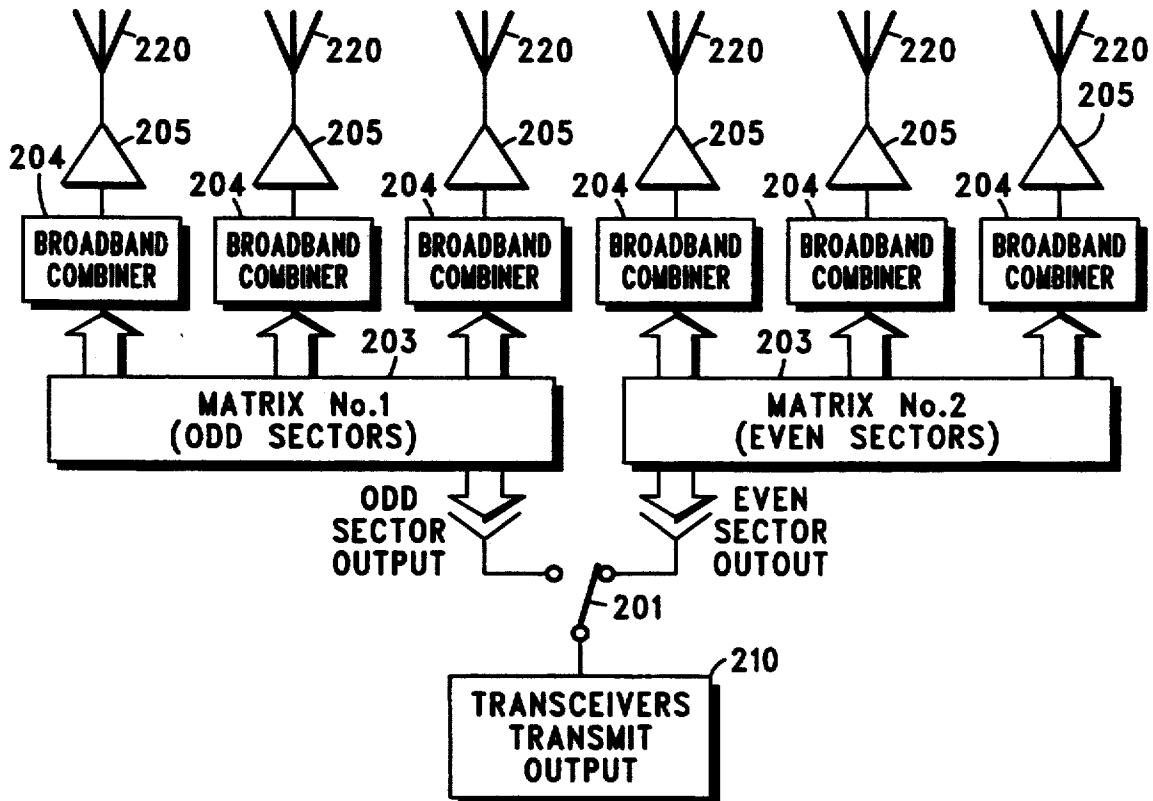 220 220 220 220 220 220
205 205 205 205 205 205
204 204 204 204 204 204
BROADBAND COMBINER
BROADBAND COMBINER
BROADBAND COMBINER
BROADBAND COMBINER
BROADBAND COMBINER
BROADBAND COMBINER
203 203
MATRIX No.1
(ODD SECTORS)
MATRIX No.2
(EVEN SECTORS)
ODD
SECTOR
OUTPUT
EVEN
SECTOR
OUTOUT
201
210
TRANSCEIVERS
TRANSMIT
OUTPUT